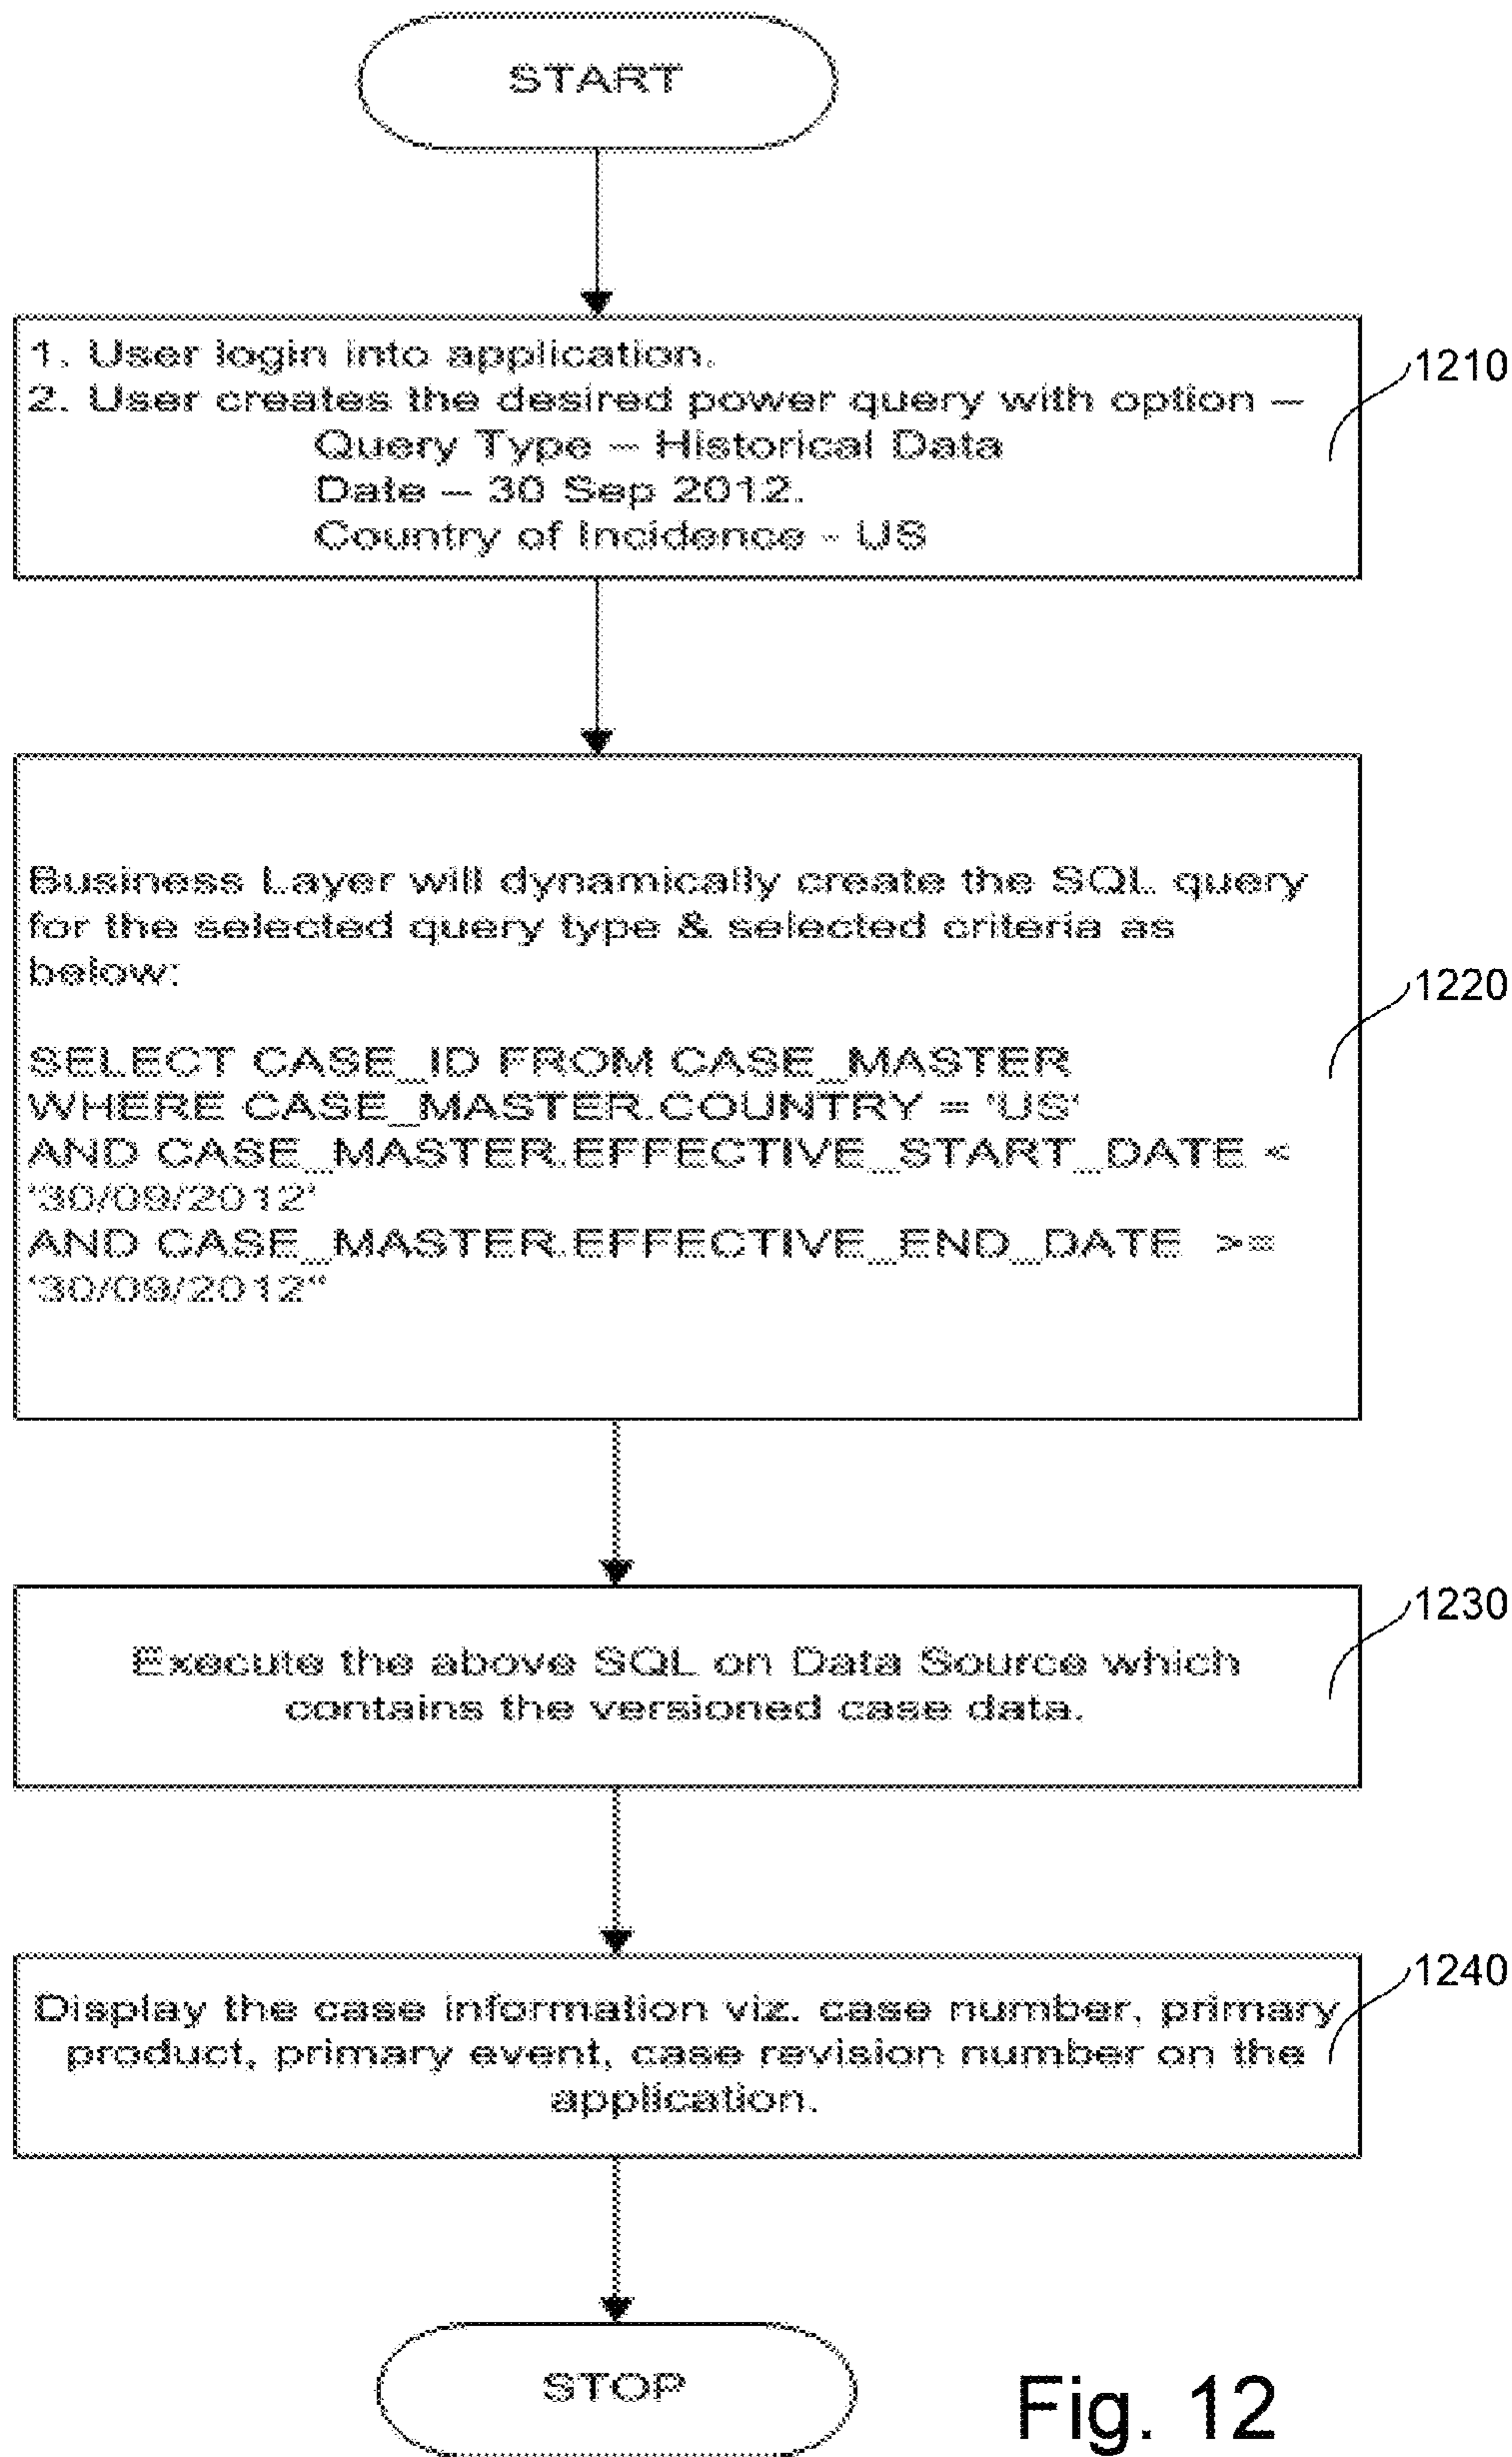 START
1. User login into application.
2. User creates the desired power query with option –
Query Type – Historical Data
Date – 30 Sep 2012.
Country of Incidence - US
1210
Business Layer will dynamically create the SQL query
for the selected query type & selected criteria as
below:
SELECT CASE_ID FROM CASE_MASTER
WHERE CASE_MASTER.COUNTRY = 'US'
AND CASE_MASTER.EFFECTIVE_START_DATE <
'30/09/2012'
AND CASE_MASTER.EFFECTIVE_END_DATE >=
'30/09/2012"
1220
Execute the above SQL on Data Source which
contains the versioned case data.
1230
Display the case information viz. case number, primary
product, primary event, case revision number on the
application.
1240
STOP
Fig. 12